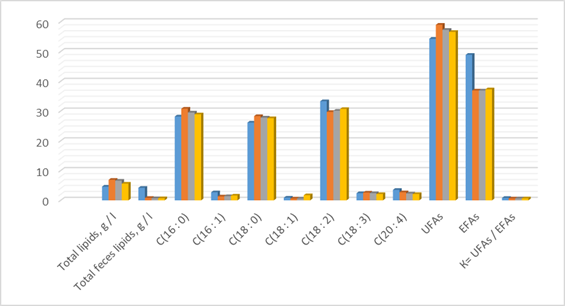 60
50
40
30
20
10
0
Total lipids, g / l
Total feces lipids, g / l
C(16 : 0)
C(16 : 1)
C(18 : 0)
C(18 : 1)
C(18 : 2)
C(18 : 3)
C(20 : 4)
UFAs
EFAs
K= UFAs / EFAs